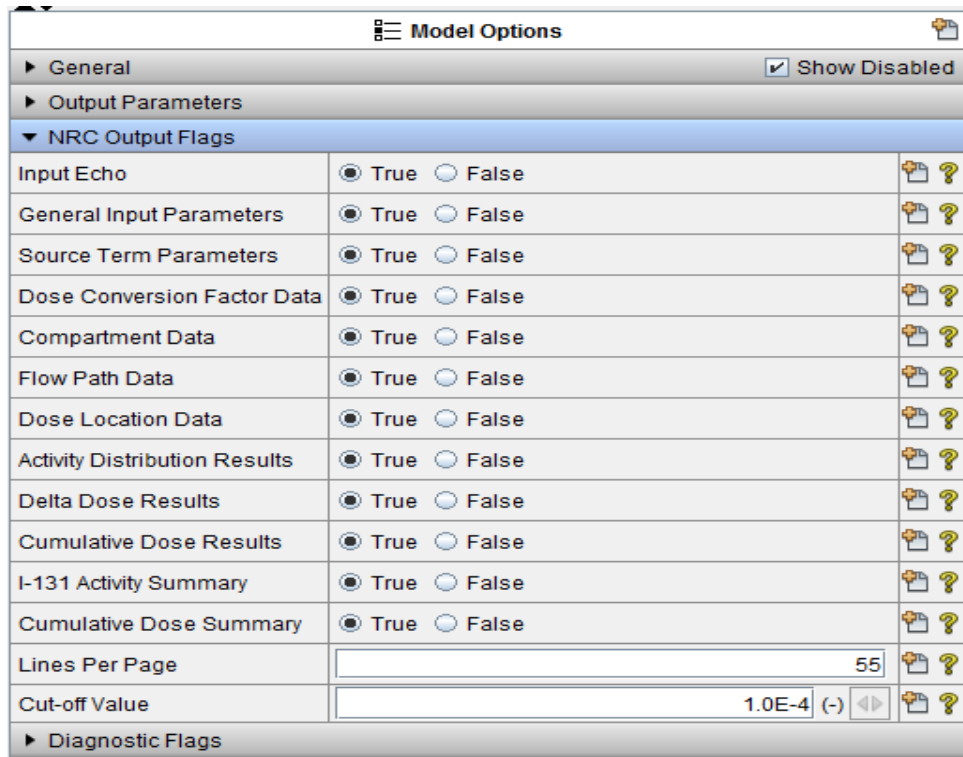 Model Options
General Show Disabled
Output Parameters
NRC Output Flags
Input Echo True False
General Input Parameters True False
Source Term Parameters True False
Dose Conversion Factor Data True False
Compartment Data True False
Flow Path Data True False
Dose Location Data True False
Activity Distribution Results True False
Delta Dose Results True False
Cumulative Dose Results True False
I-131 Activity Summary True False
Cumulative Dose Summary True False
Lines Per Page 55
Cut-off Value 1.0E-4 (-)
Diagnostic Flags